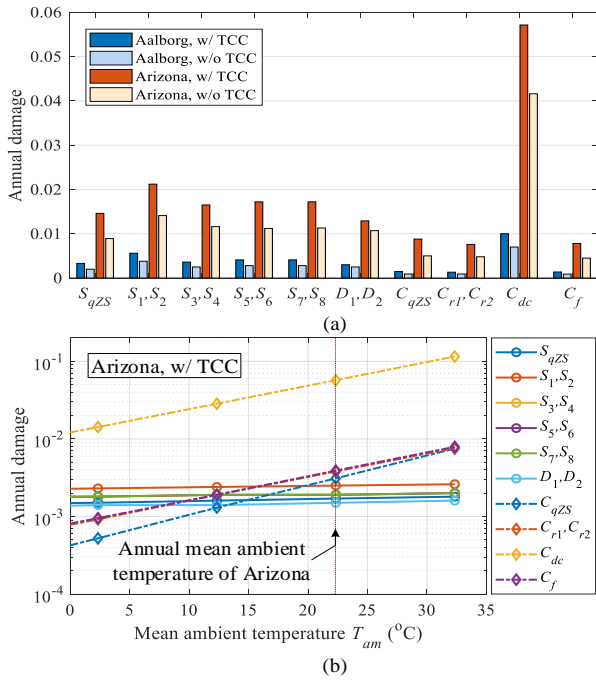 0.06
0.05
0.04
0.03
0.02
0.01
0
Annual damage
Aalborg, w/ TCC
Aalborg, w/o TCC
Arizona, w/ TCC
Arizona, w/o TCC
S_qZS S_1,S_2 S_3,S_4 S_5,S_6 S_7,S_8 D_1,D_2 C_qZS C_r1,C_r2 C_dc C_f
(a)
10^-1
10^-2
10^-3
10^-4
Annual damage
Arizona, w/ TCC
Annual mean ambient
temperature of Arizona
0 5 10 15 20 25 30 35
Mean ambient temperature T_am (°C)
S_qZS
S_1,S_2
S_3,S_4
S_5,S_6
S_7,S_8
D_1,D_2
C_qZS
C_r1,C_r2
C_dc
C_f
(b)